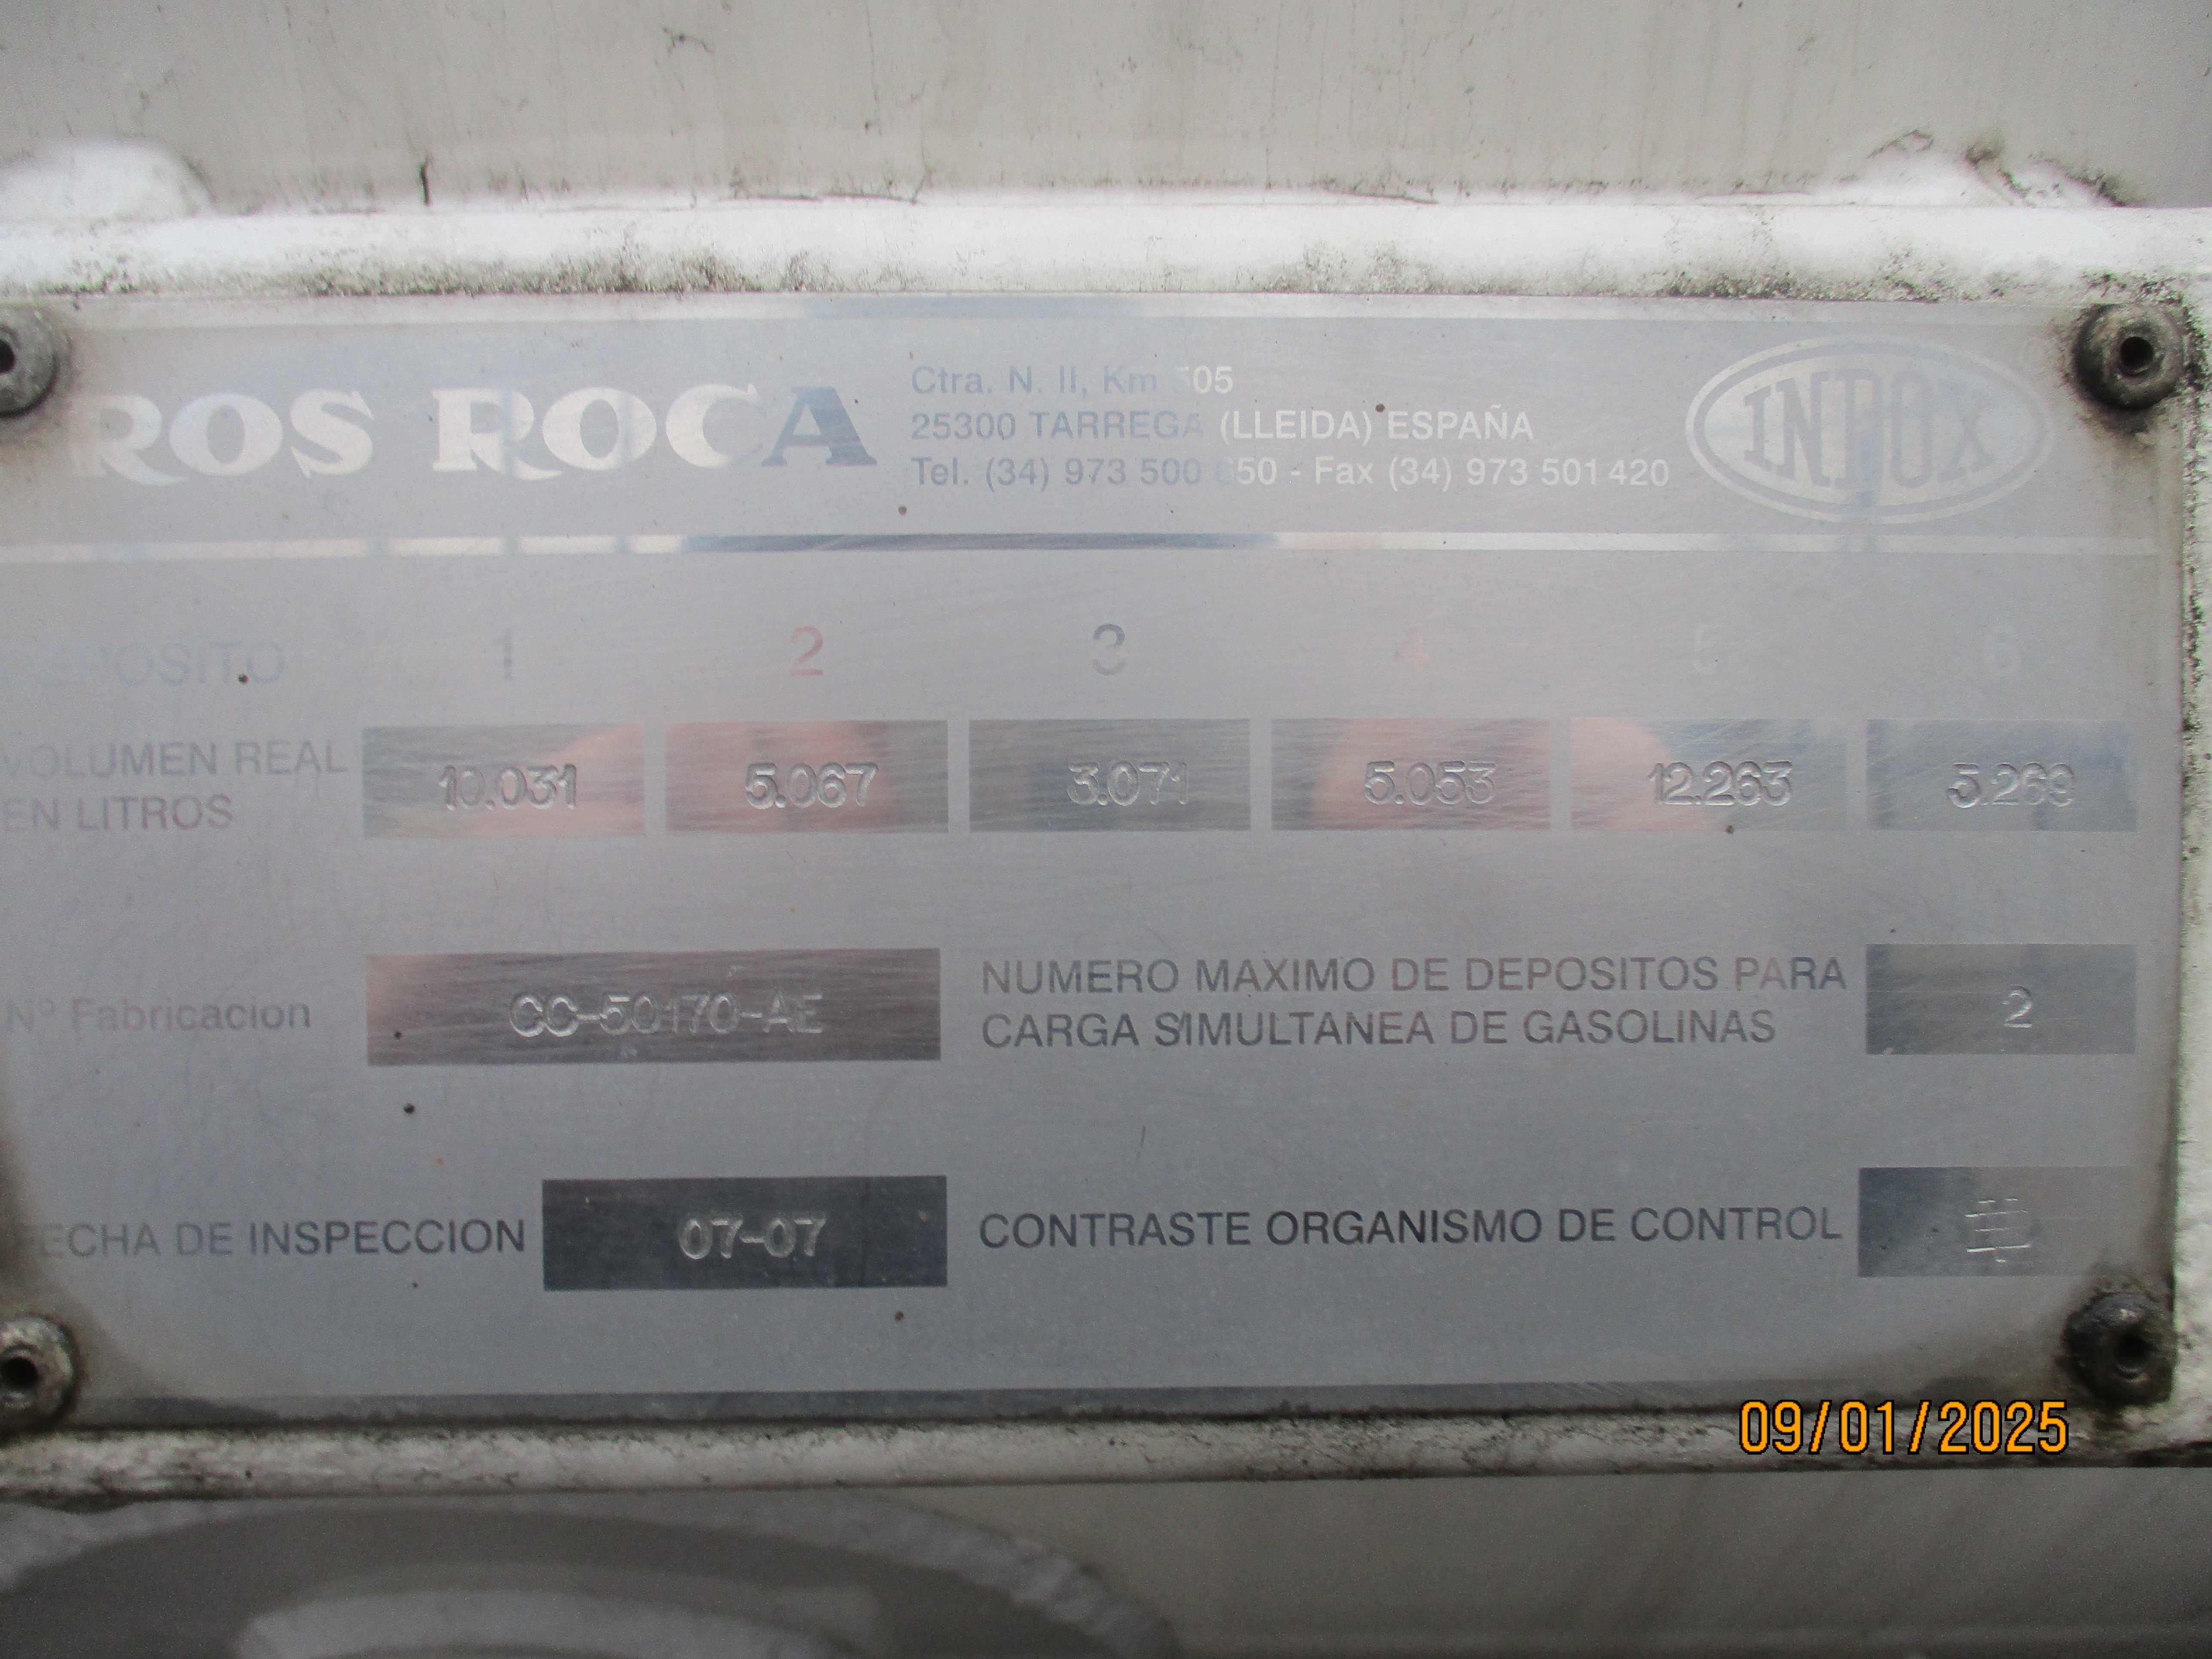 ROS ROCA
Ctra. N. II, Km 505
25300 TARREGA (LLEIDA) ESPAÑA
Tel. (34) 973 500 650 - Fax (34) 973 501 420
INDOX
DEPOSITO 1 2 3 4 5 6
VOLUMEN REAL
EN LITROS
10.031 5.067 3.071 5.053 12.263 5.269
Nº Fabricacion CC-50170-AE
NUMERO MAXIMO DE DEPOSITOS PARA
CARGA SIMULTANEA DE GASOLINAS 2
FECHA DE INSPECCION 07-07
CONTRASTE ORGANISMO DE CONTROL
09/01/2025